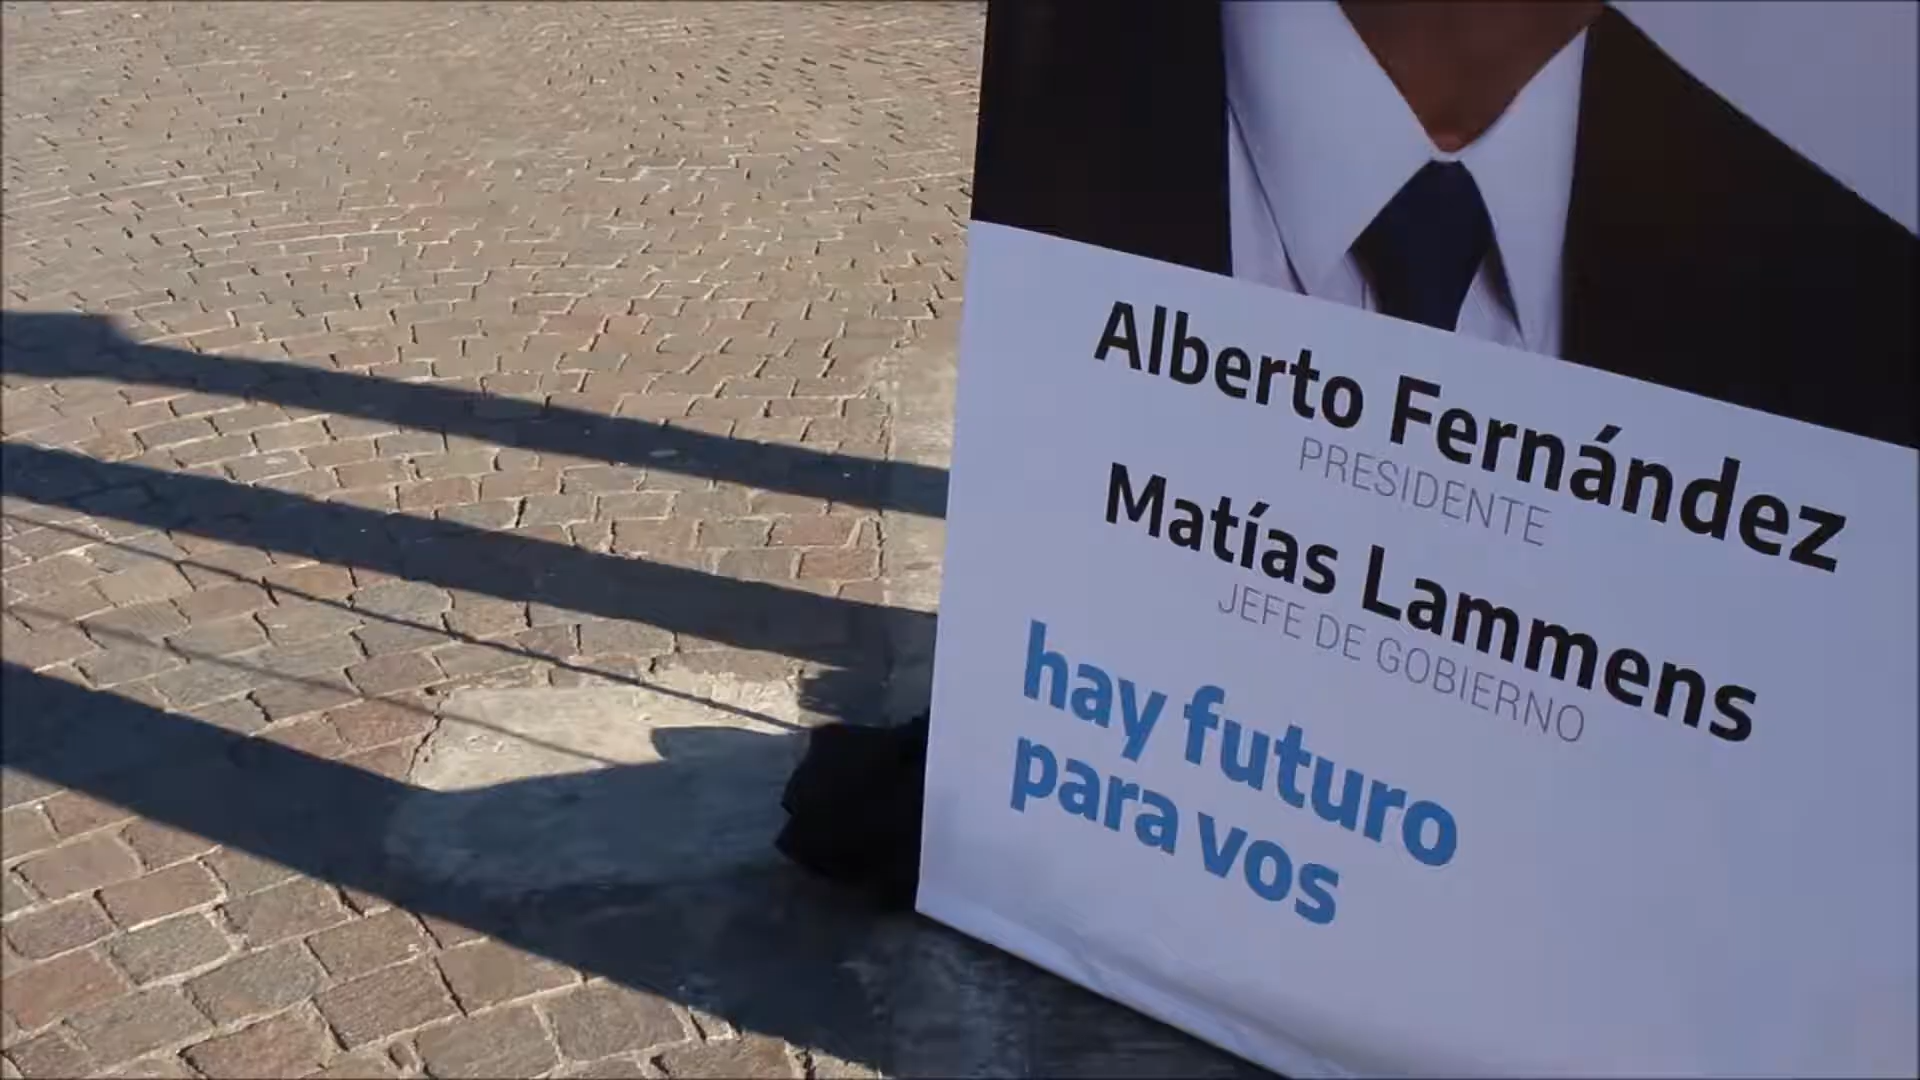 Alberto Fernández
PRESIDENTE
Matías Lammens
JEFE DE GOBIERNO
hay futuro
para vos